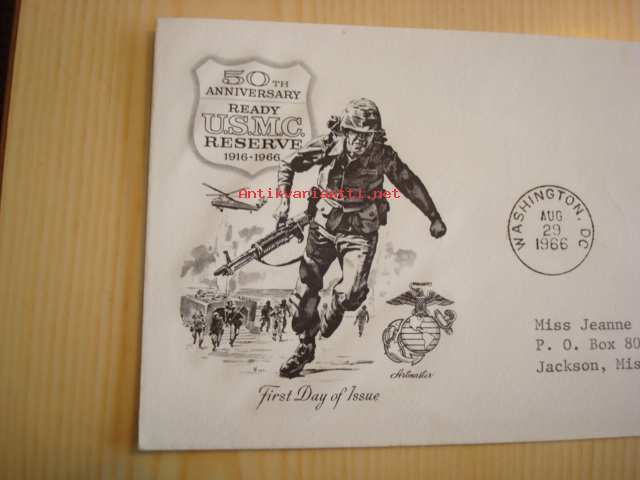 50TH
ANNIVERSARY
READY
U.S.M.C.
RESERVE
1916-1966
Antikvariaatti.net
WASHINGTON, DC
AUG
29
1966
Miss Jeanne
P. O. Box 80
Jackson, Mis
Artmaster
First Day of Issue